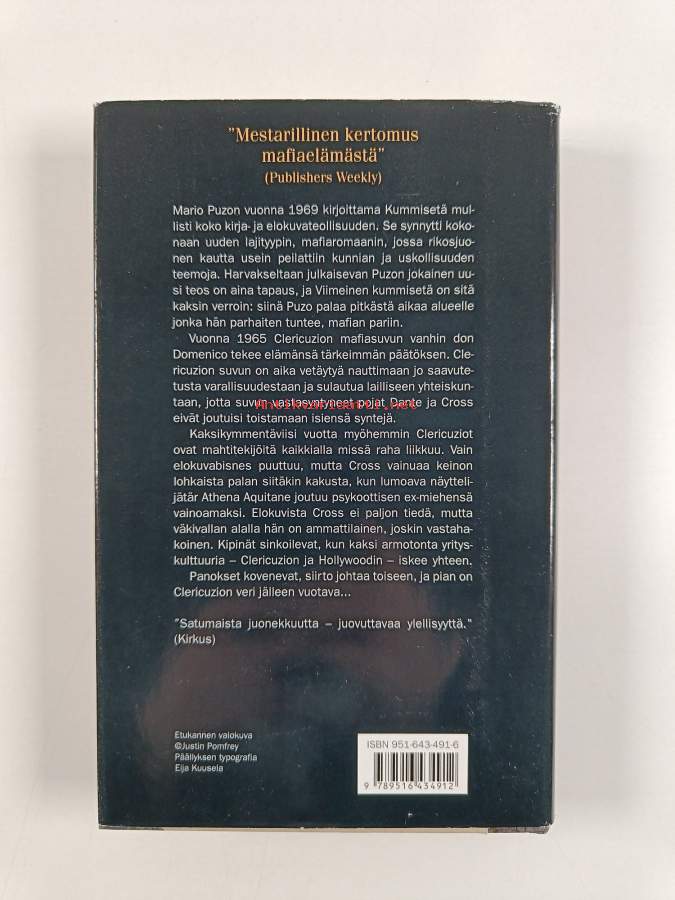 "Mestarillinen kertomus
mafiaelämästä"
(Publishers Weekly)
Mario Puzon vuonna 1969 kirjoittama Kummisetä mul-
listi koko kirja- ja elokuvateollisuuden. Se synnytti koko-
naan uuden lajityypin, mafiaromaanin, jossa rikosjuo-
nen kautta usein peilattiin kunnian ja uskollisuuden
teemoja. Harvakseltaan julkaisevan Puzon jokainen uu-
si teos on aina tapaus, ja Viimeinen kummisetä on sitä
kaksin verroin: siinä Puzo palaa pitkästä aikaa alueelle
jonka hän parhaiten tuntee, mafian pariin.
Vuonna 1965 Clericuzion mafiasuvun vanhin don
Domenico tekee elämänsä tärkeimmän päätöksen. Cle-
ricuzion suvun on aika vetäytyä nauttimaan jo saavute-
tusta varallisuudestaan ja sulautua lailliseen yhteiskun-
taan, jotta suvun vastasyntyneet pojat Dante ja Cross
Antikvariaatti.net
eivät joutuisi toistamaan isiensä syntejä.
Kaksikymmentäviisi vuotta myöhemmin Clericuziot
ovat mahtitekijöitä kaikkialla missä raha liikkuu. Vain
elokuvabisnes puuttuu, mutta Cross vainuaa keinon
lohkaista palan siitäkin kakusta, kun lumoava näytteli-
jätär Athena Aquitane joutuu psykoottisen ex-miehensä
vainoamaksi. Elokuvista Cross ei paljon tiedä, mutta
väkivallan alalla hän on ammattilainen, joskin vastaha-
koinen. Kipinät sinkoilevat, kun kaksi armotonta yritys-
kulttuuria – Clericuzion ja Hollywoodin – iskee yhteen.
Panokset kovenevat, siirto johtaa toiseen, ja pian on
Clericuzion veri jälleen vuotava...
"Satumaista juonekkuutta – juovuttavaa ylellisyyttä."
(Kirkus)
Etukannen valokuva
©Justin Pomfrey
Päällyksen typografia
Eija Kuusela
ISBN 951-643-491-6
9 789516 434912